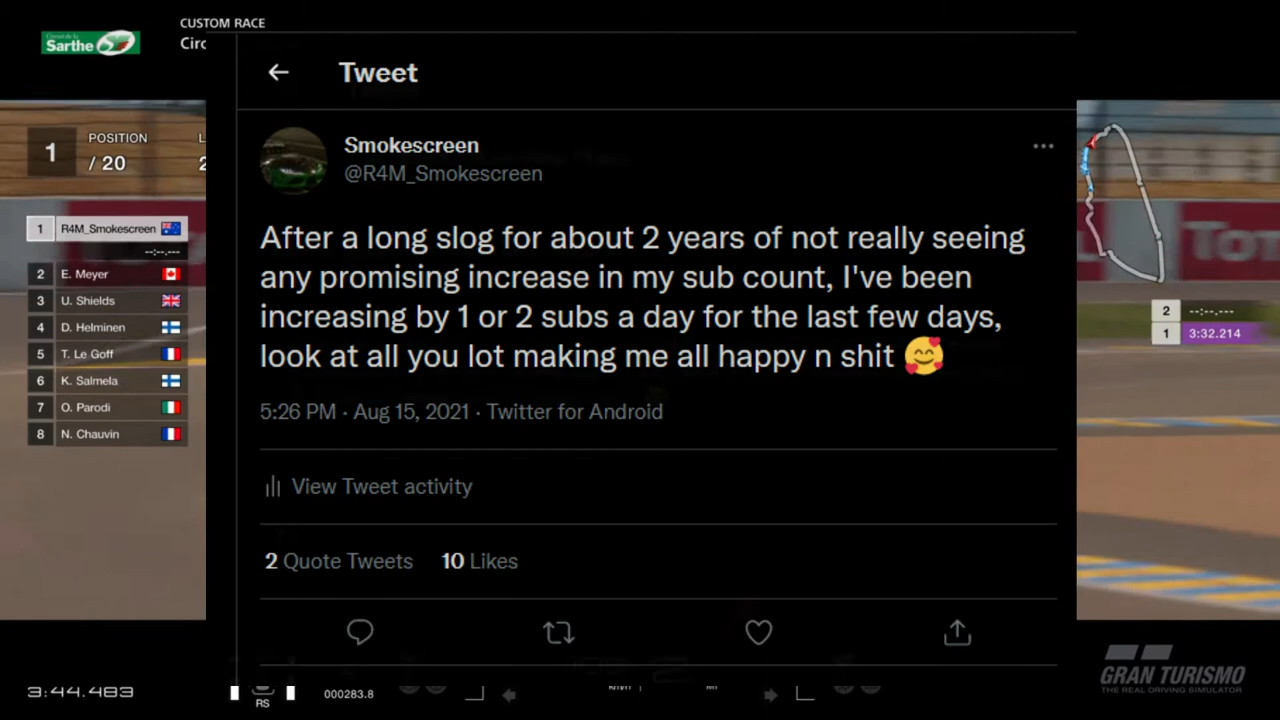 Sarthe
CUSTOM RACE
Tweet
1
POSITION
/ 20
Smokescreen
@R4M_Smokescreen
After a long slog for about 2 years of not really seeing
any promising increase in my sub count, I've been
increasing by 1 or 2 subs a day for the last few days,
look at all you lot making me all happy n shit 🥰
5:26 PM · Aug 15, 2021 · Twitter for Android
View Tweet activity
2 Quote Tweets 10 Likes
1 R4M_Smokescreen
--:--.---
2 E. Meyer
3 U. Shields
4 D. Helminen
5 T. Le Goff
6 K. Salmela
7 O. Parodi
8 N. Chauvin
2 --:--.---
1 3:32.214
3:44.483
RS
000283.8
GRAN TURISMO
THE REAL DRIVING SIMULATOR